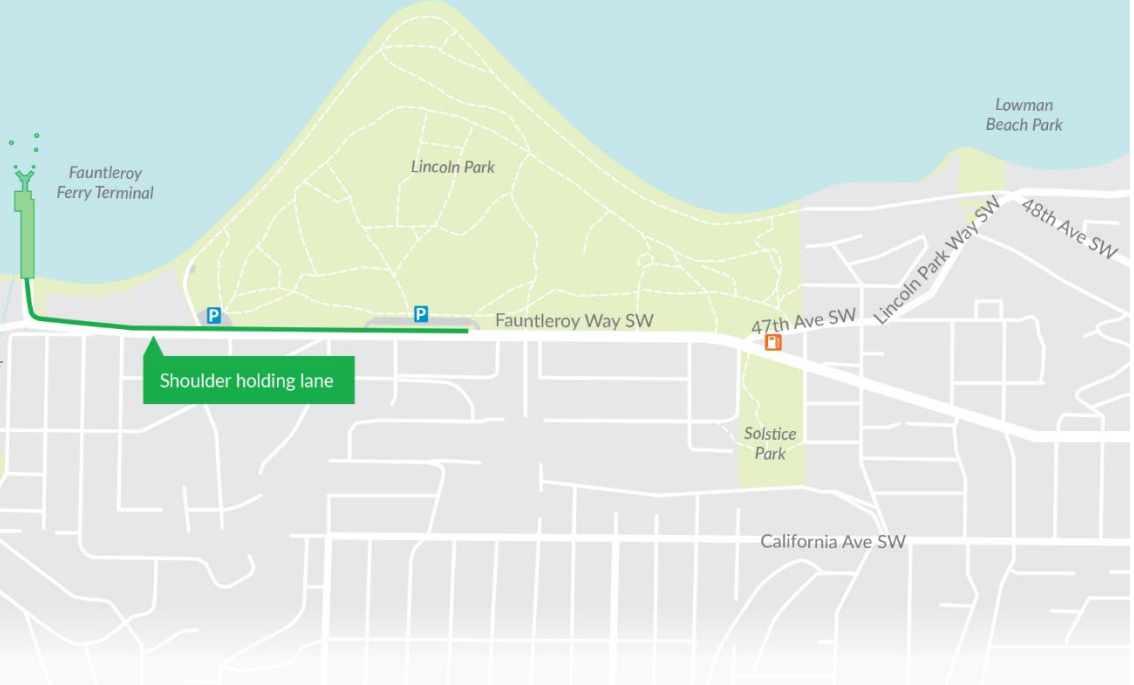 Lowman
Beach Park
Fauntleroy
Ferry Terminal
Lincoln Park
48th Ave SW
Lincoln Park Way SW
P
P
Fauntleroy Way SW
47th Ave SW
Shoulder holding lane
Solstice
Park
California Ave SW